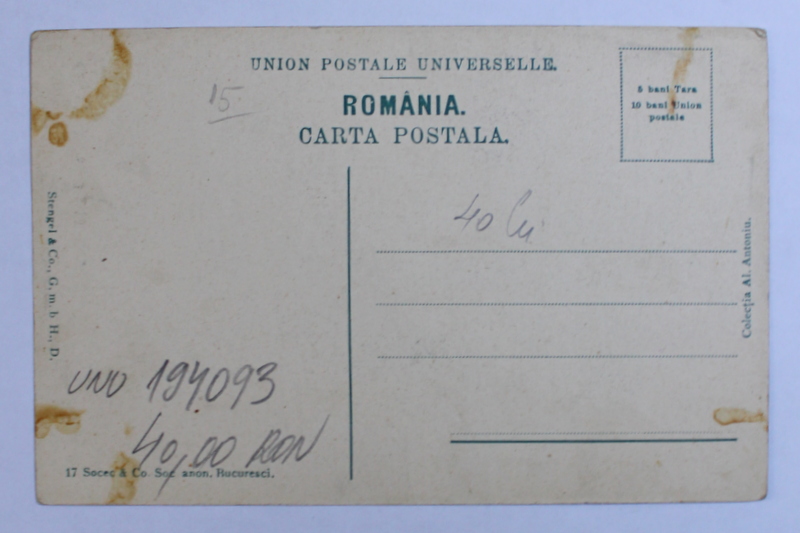 UNION POSTALE UNIVERSELLE.
15
ROMÂNIA.
CARTA POSTALA.
5 bani Tara
10 bani Union
postale
40 lei
Stengel & Co., G. m. b. H., D.
Colecția Al. Antoniu.
UNO 194093
40,00 RON
17 Socec & Co. Soc. anon. Bucuresci.